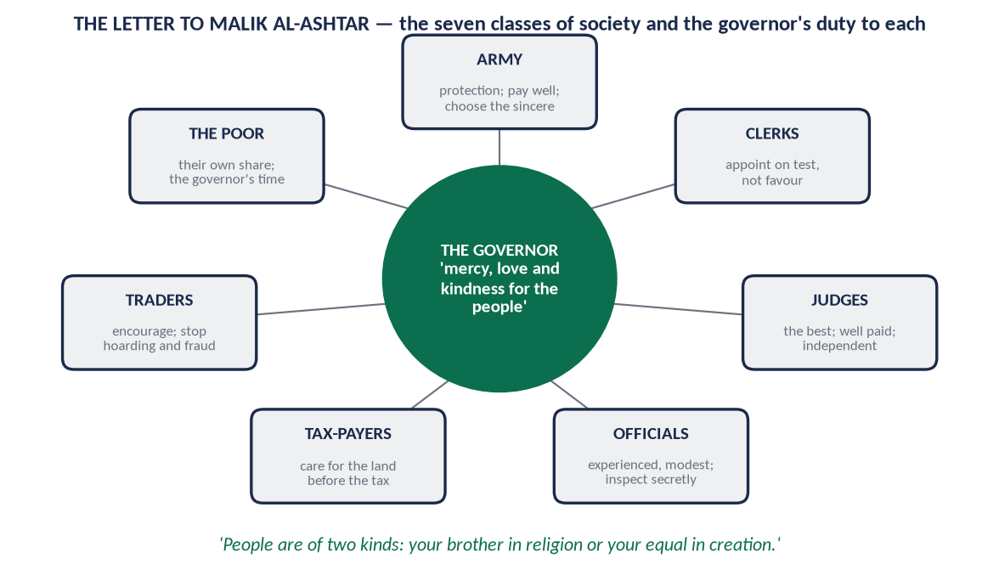 THE LETTER TO MALIK AL-ASHTAR — the seven classes of society and the governor's duty to each
ARMY
protection; pay well;
choose the sincere
THE POOR
their own share;
the governor's time
CLERKS
appoint on test,
not favour
THE GOVERNOR
'mercy, love and
kindness for the
people'
TRADERS
encourage; stop
hoarding and fraud
JUDGES
the best; well paid;
independent
TAX-PAYERS
care for the land
before the tax
OFFICIALS
experienced, modest;
inspect secretly
'People are of two kinds: your brother in religion or your equal in creation.'